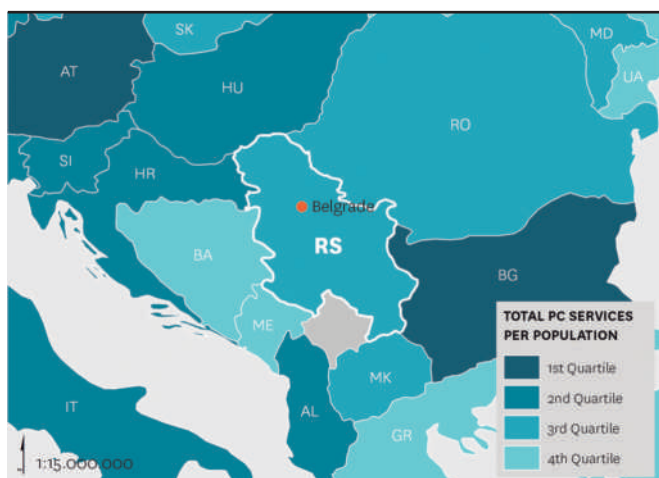 SK
MD
AT
UA
HU
RO
SI
HR
Belgrade
RS
BA
BG
ME
MK
IT
AL
GR
TOTAL PC SERVICES
PER POPULATION
1st Quartile
2nd Quartile
3rd Quartile
4th Quartile
1:15.000.000